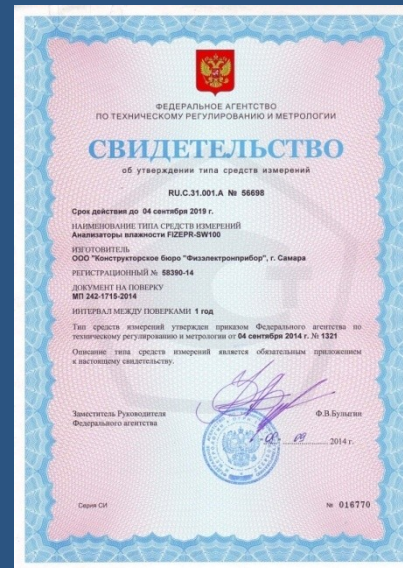 ФЕДЕРАЛЬНОЕ АГЕНТСТВО
ПО ТЕХНИЧЕСКОМУ РЕГУЛИРОВАНИЮ И МЕТРОЛОГИИ
СВИДЕТЕЛЬСТВО
об утверждении типа средств измерений
RU.C.31.001.A № 56698
Срок действия до 04 сентября 2019 г.
НАИМЕНОВАНИЕ ТИПА СРЕДСТВ ИЗМЕРЕНИЙ
Анализаторы влажности FIZEPR-SW100
ИЗГОТОВИТЕЛЬ
ООО "Конструкторское бюро "Физэлектронприбор", г. Самара
РЕГИСТРАЦИОННЫЙ № 58390-14
ДОКУМЕНТ НА ПОВЕРКУ
МП 242-1715-2014
ИНТЕРВАЛ МЕЖДУ ПОВЕРКАМИ 1 год
Тип средств измерений утвержден приказом Федерального агентства по
техническому регулированию и метрологии от 04 сентября 2014 г. № 1321
Описание типа средств измерений является обязательным приложением
к настоящему свидетельству.
Заместитель Руководителя
Ф.В.Булыгин
Федерального агентства
2014 г.
Серия СИ
№ 016770